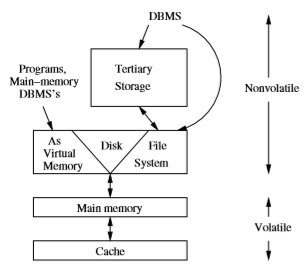 DBMS
Programs,
Main-memory
DBMS's
Tertiary
Storage
Nonvolatile
As
Virtual
Memory
Disk
File
System
Main memory
Volatile
Cache